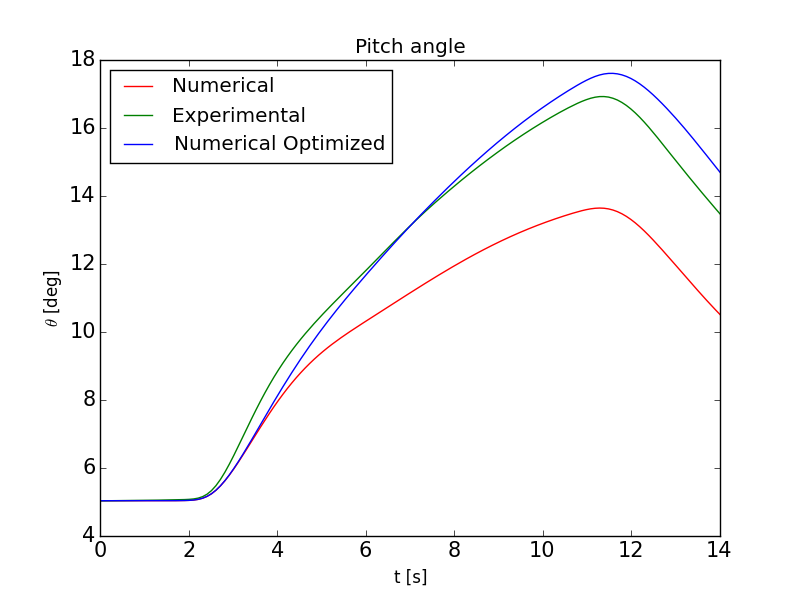 Pitch angle
18
16
14
12
10
8
6
4
θ [deg]
Numerical
Experimental
Numerical Optimized
0 2 4 6 8 10 12 14
t [s]